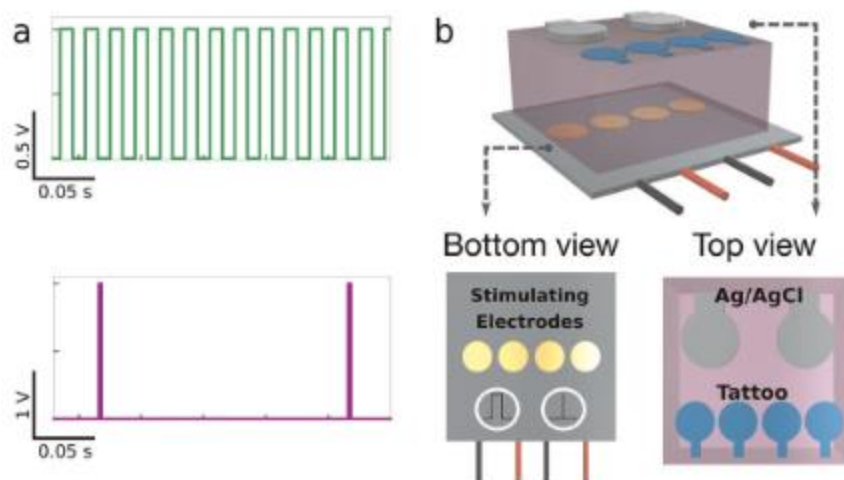 a
0.5 V
0.05 s
1 V
0.05 s
b
Bottom view
Top view
Stimulating
Electrodes
Ag/AgCl
Tattoo